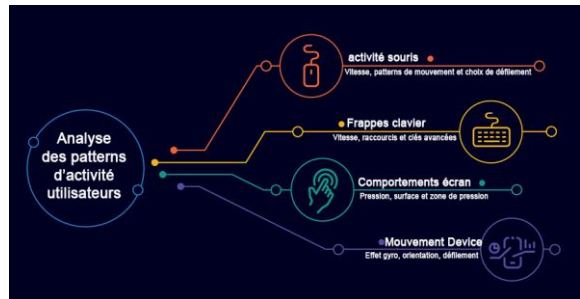 Analyse
des patterns
d'activité
utilisateurs
activité souris
Vitesse, patterns de mouvement et choix de défilement
Frappes clavier
Vitesse, raccourcis et clés avancées
Comportements écran
Pression, surface et zone de pression
Mouvement Device
Effet gyro, orientation, défilement